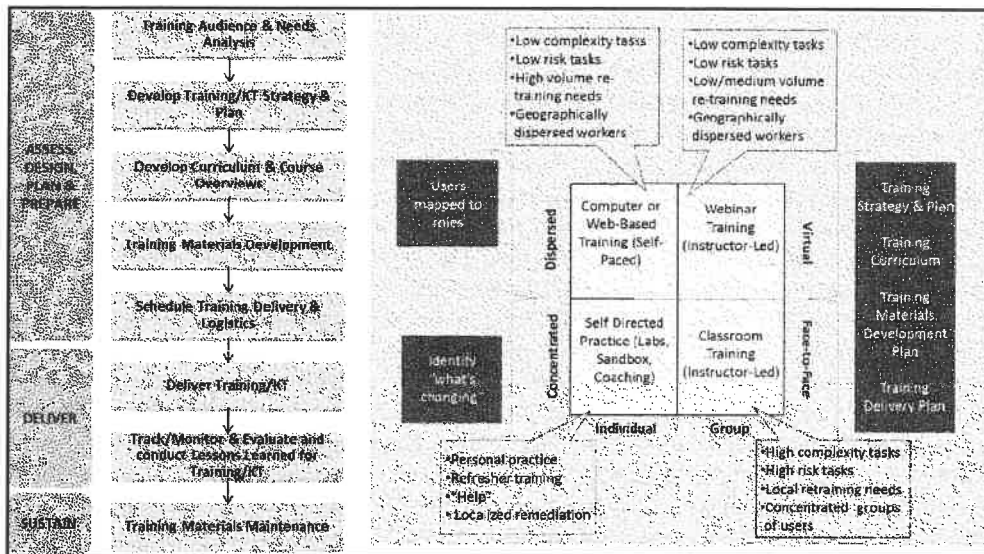 ASSESS,
DESIGN,
PLAN &
PREPARE
Training Audience & Needs
Analysis
Develop Training/KT Strategy &
Plan
Develop Curriculum & Course
Overviews
Training Materials Development
Schedule Training Delivery &
Logistics
DELIVER
Deliver Training/KT
Track/Monitor & Evaluate and
conduct Lessons Learned for
Training/KT
SUSTAIN
Training Materials Maintenance
•Low complexity tasks
•Low risk tasks
•High volume re-
training needs
•Geographically
dispersed workers
•Low complexity tasks
•Low risk tasks
•Low/medium volume
re-training needs
•Geographically
dispersed workers
Users
mapped to
roles
Identify
"what's
changing"
Dispersed
Concentrated
Computer or
Web-Based
Training (Self-
Paced)
Webinar
Training
(Instructor-Led)
Self Directed
Practice (Labs,
Sandbox,
Coaching)
Classroom
Training
(Instructor-Led)
Virtual
Face-to-Face
Individual
Group
•Personal practice
•Refresher training
•"Help"
•Localized remediation
•High complexity tasks
•High risk tasks
•Local retraining needs
•Concentrated groups
of users
Training
Strategy & Plan
Training
Curriculum
Training
Materials
Development
Plan
Training
Delivery Plan